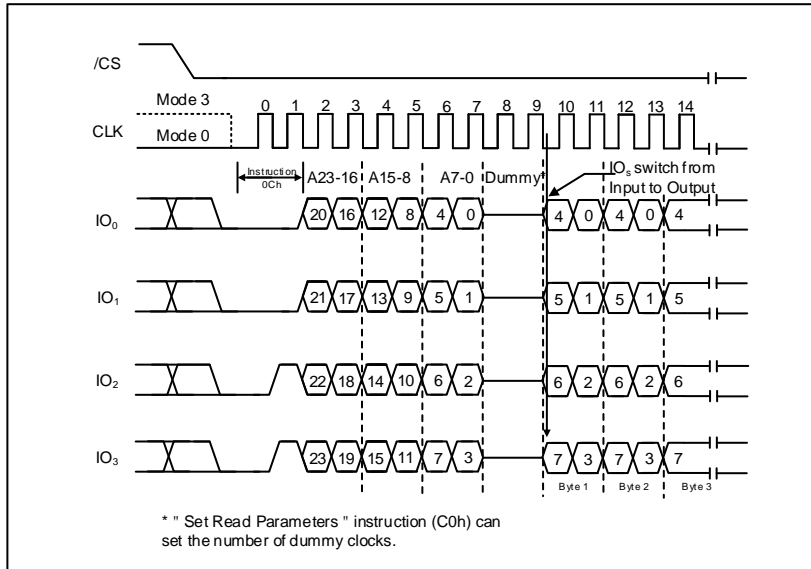 /CS
Mode 3
0 1 2 3 4 5 6 7 8 9 10 11 12 13 14
CLK
Mode 0
Instruction
0Ch
A23-16 A15-8 A7-0 Dummy*
IOs switch from
Input to Output
IO0
20 16 12 8 4 0 4 0 4 0 4
IO1
21 17 13 9 5 1 5 1 5 1 5
IO2
22 18 14 10 6 2 6 2 6 2 6
IO3
23 19 15 11 7 3 7 3 7 3 7
Byte 1 Byte 2 Byte 3
* " Set Read Parameters " instruction (C0h) can
set the number of dummy clocks.